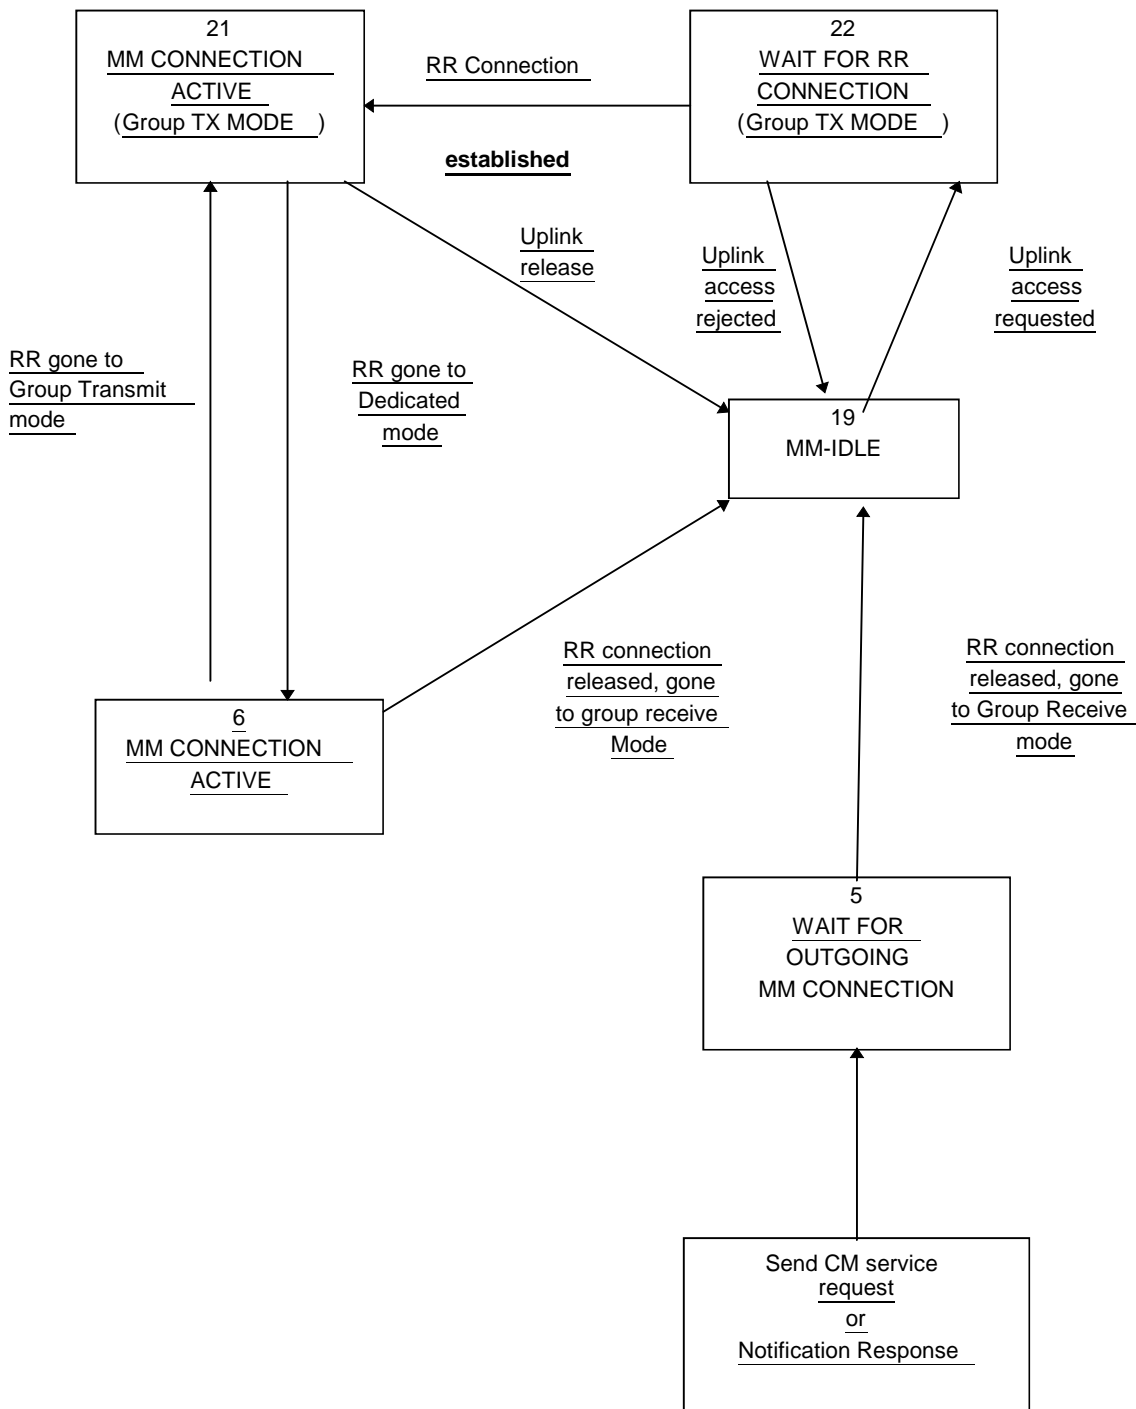 21
MM CONNECTION
ACTIVE
(Group TX MODE )
RR Connection
established
22
WAIT FOR RR
CONNECTION
(Group TX MODE )
Uplink
release
Uplink
access
rejected
Uplink
access
requested
RR gone to
Group Transmit
mode
RR gone to
Dedicated
mode
19
MM-IDLE
6
MM CONNECTION
ACTIVE
RR connection
released, gone
to group receive
Mode
RR connection
released, gone
to Group Receive
mode
5
WAIT FOR
OUTGOING
MM CONNECTION
Send CM service
request
or
Notification Response